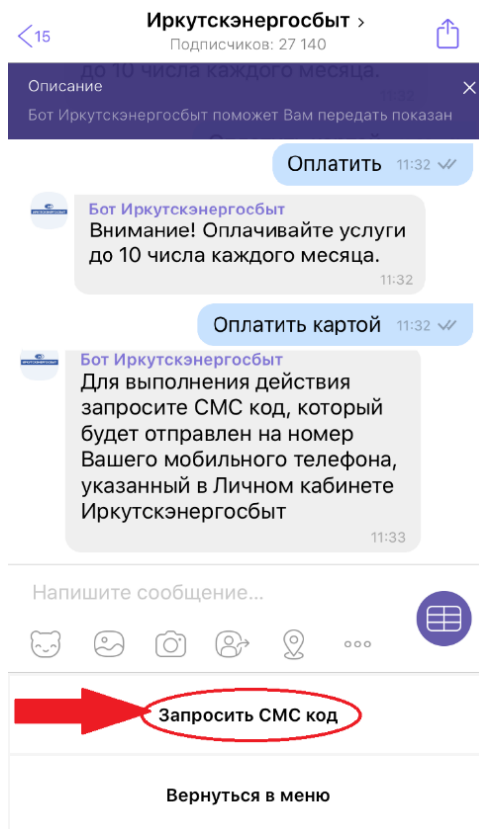 15
Иркутскэнергосбыт >
Подписчиков: 27 140
до 10 числа каждого месяца.
11:32
Описание
Бот Иркутскэнергосбыт поможет Вам передать показан
Оплатить 11:32
Бот Иркутскэнергосбыт
Внимание! Оплачивайте услуги
до 10 числа каждого месяца.
11:32
Оплатить картой 11:32
Бот Иркутскэнергосбыт
Для выполнения действия
запросите СМС код, который
будет отправлен на номер
Вашего мобильного телефона,
указанный в Личном кабинете
Иркутскэнергосбыт
11:33
Напишите сообщение...
Запросить СМС код
Вернуться в меню